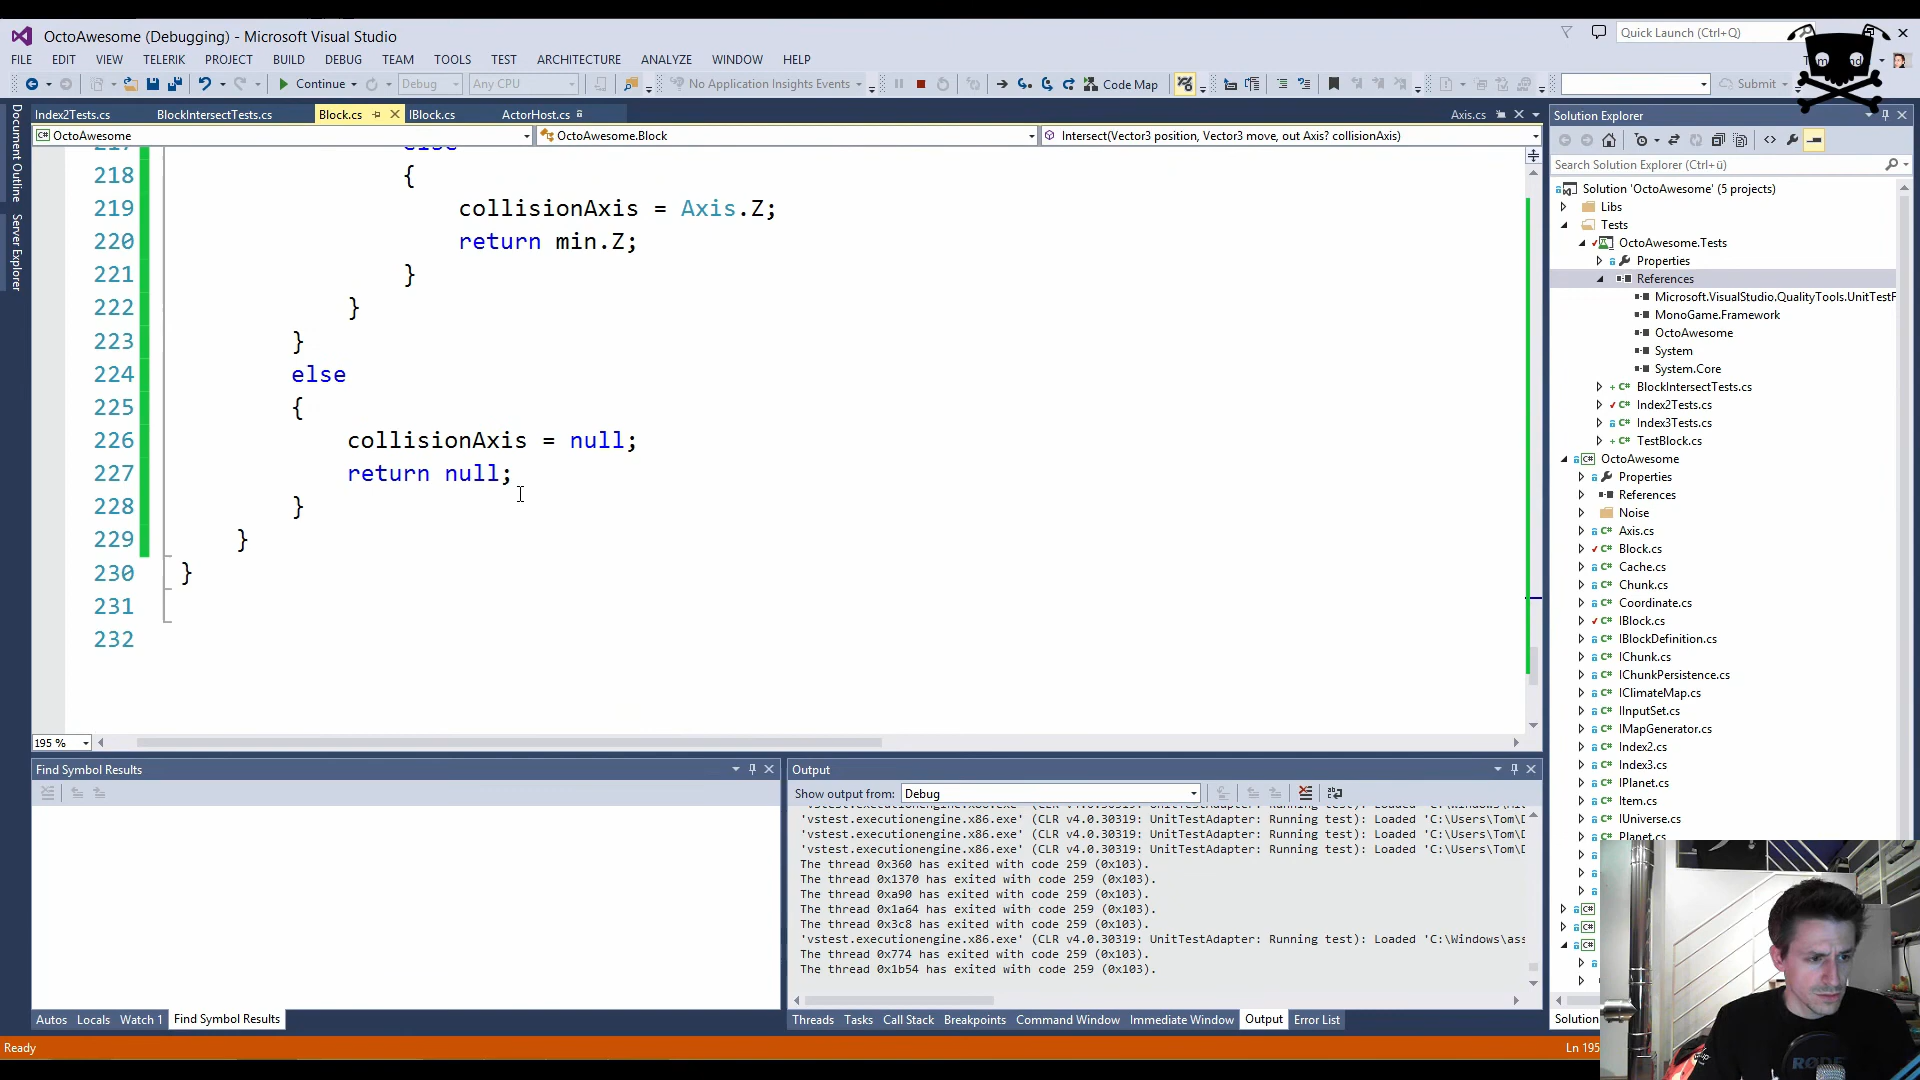 OctoAwesome (Debugging) - Microsoft Visual Studio
Quick Launch (Ctrl+Q)
FILE EDIT VIEW TELERIK PROJECT BUILD DEBUG TEAM TOOLS TEST ARCHITECTURE ANALYZE WINDOW HELP
Continue Debug Any CPU No Application Insights Events Code Map Submit
Index2Tests.cs BlockIntersectTests.cs Block.cs IBlock.cs ActorHost.cs Axis.cs
OctoAwesome OctoAwesome.Block Intersect(Vector3 position, Vector3 move, out Axis? collisionAxis)
Document Outline
Server Explorer
217 else
218 {
219 collisionAxis = Axis.Z;
220 return min.Z;
221 }
222 }
223 }
224 else
225 {
226 collisionAxis = null;
227 return null;
228 }
229 }
230 }
231
232
195 %
Solution Explorer
Search Solution Explorer (Ctrl+ü)
Solution 'OctoAwesome' (5 projects)
Libs
Tests
OctoAwesome.Tests
Properties
References
Microsoft.VisualStudio.QualityTools.UnitTestF
MonoGame.Framework
OctoAwesome
System
System.Core
BlockIntersectTests.cs
Index2Tests.cs
Index3Tests.cs
TestBlock.cs
OctoAwesome
Properties
References
Noise
Axis.cs
Block.cs
Cache.cs
Chunk.cs
Coordinate.cs
IBlock.cs
IBlockDefinition.cs
IChunk.cs
IChunkPersistence.cs
IClimateMap.cs
IInputSet.cs
IMapGenerator.cs
Index2.cs
Index3.cs
IPlanet.cs
Item.cs
IUniverse.cs
Planet.cs
Solution
Find Symbol Results
Autos Locals Watch 1 Find Symbol Results
Output
Show output from: Debug
'vstest.executionengine.x86.exe' (CLR v4.0.30319: UnitTestAdapter: Running test): Loaded 'C:\Users\Tom\D
'vstest.executionengine.x86.exe' (CLR v4.0.30319: UnitTestAdapter: Running test): Loaded 'C:\Users\Tom\D
'vstest.executionengine.x86.exe' (CLR v4.0.30319: UnitTestAdapter: Running test): Loaded 'C:\Users\Tom\D
The thread 0x360 has exited with code 259 (0x103).
The thread 0x1370 has exited with code 259 (0x103).
The thread 0xa90 has exited with code 259 (0x103).
The thread 0x1a64 has exited with code 259 (0x103).
The thread 0x3c8 has exited with code 259 (0x103).
'vstest.executionengine.x86.exe' (CLR v4.0.30319: UnitTestAdapter: Running test): Loaded 'C:\Windows\ass
The thread 0x774 has exited with code 259 (0x103).
The thread 0x1b54 has exited with code 259 (0x103).
Threads Tasks Call Stack Breakpoints Command Window Immediate Window Output Error List
Ready
Ln 195
RØDE